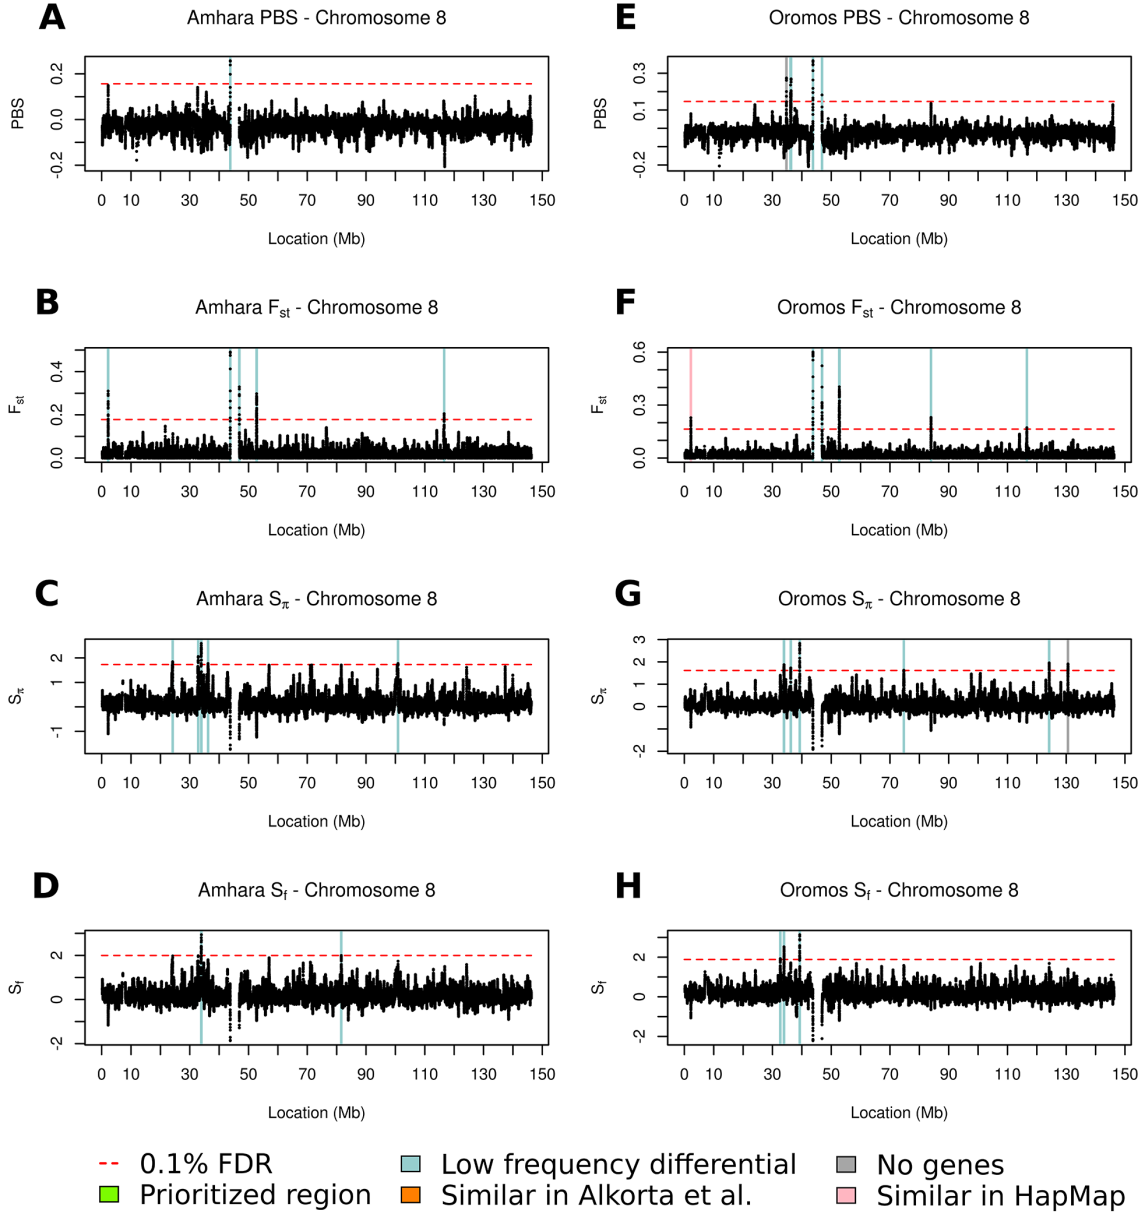 A
Amhara PBS - Chromosome 8
PBS
0.2
0.0
-0.2
0 10 30 50 70 90 110 130 150
Location (Mb)
E
Oromos PBS - Chromosome 8
PBS
0.3
0.1
-0.2
0 10 30 50 70 90 110 130 150
Location (Mb)
B
Amhara Fst - Chromosome 8
Fst
0.4
0.2
0.0
0 10 30 50 70 90 110 130 150
Location (Mb)
F
Oromos Fst - Chromosome 8
Fst
0.6
0.3
0.0
0 10 30 50 70 90 110 130 150
Location (Mb)
C
Amhara Sπ - Chromosome 8
Sπ
2
1
-1
0 10 30 50 70 90 110 130 150
Location (Mb)
G
Oromos Sπ - Chromosome 8
Sπ
3
2
1
0
-2
0 10 30 50 70 90 110 130 150
Location (Mb)
D
Amhara Sf - Chromosome 8
Sf
2
0
-2
0 10 30 50 70 90 110 130 150
Location (Mb)
H
Oromos Sf - Chromosome 8
Sf
2
0
-2
0 10 30 50 70 90 110 130 150
Location (Mb)
0.1% FDR
Low frequency differential
No genes
Prioritized region
Similar in Alkorta et al.
Similar in HapMap